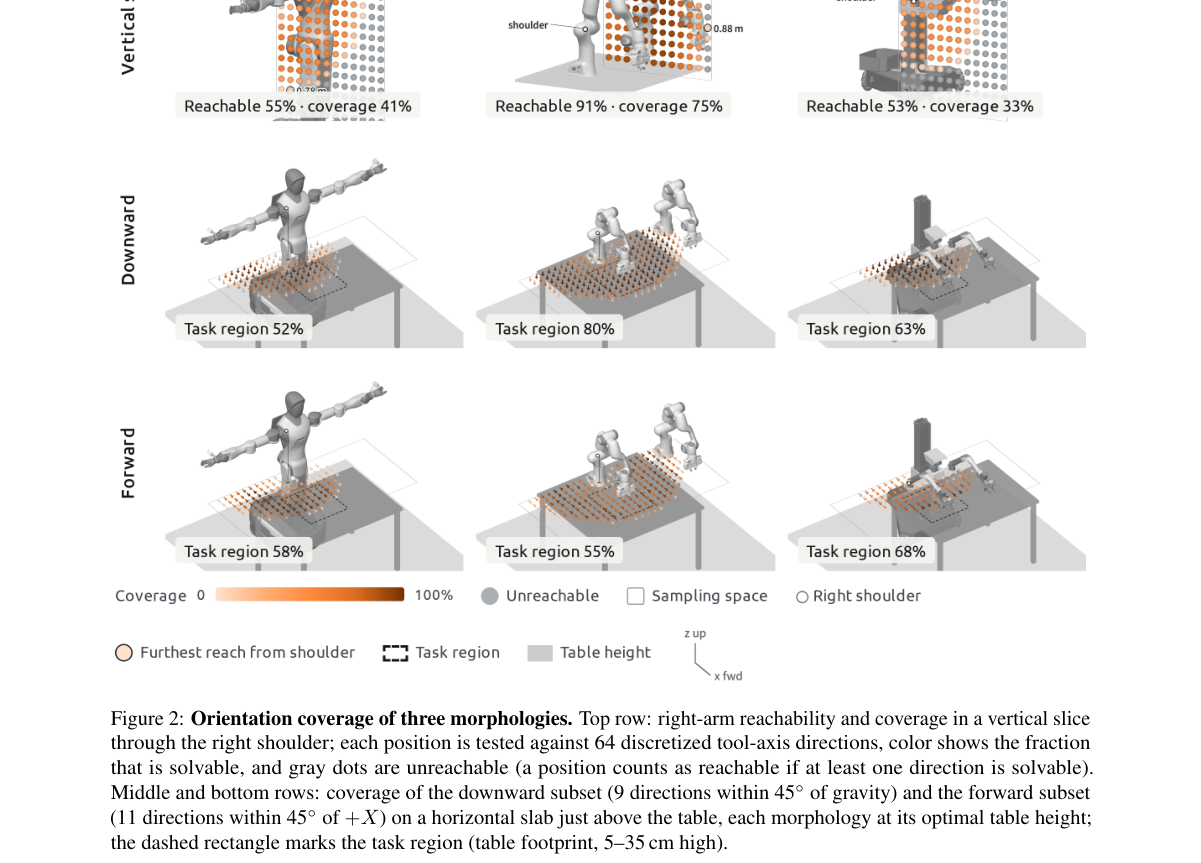 Vertical s
shoulder
0.88 m
Reachable 55% · coverage 41%
Reachable 91% · coverage 75%
Reachable 53% · coverage 33%
Downward
Task region 52%
Task region 80%
Task region 63%
Forward
Task region 58%
Task region 55%
Task region 68%
Coverage 0 100% Unreachable Sampling space Right shoulder
Furthest reach from shoulder Task region Table height
z up
x fwd
Figure 2: Orientation coverage of three morphologies. Top row: right-arm reachability and coverage in a vertical slice
through the right shoulder; each position is tested against 64 discretized tool-axis directions, color shows the fraction
that is solvable, and gray dots are unreachable (a position counts as reachable if at least one direction is solvable).
Middle and bottom rows: coverage of the downward subset (9 directions within 45° of gravity) and the forward subset
(11 directions within 45° of +X) on a horizontal slab just above the table, each morphology at its optimal table height;
the dashed rectangle marks the task region (table footprint, 5–35 cm high).